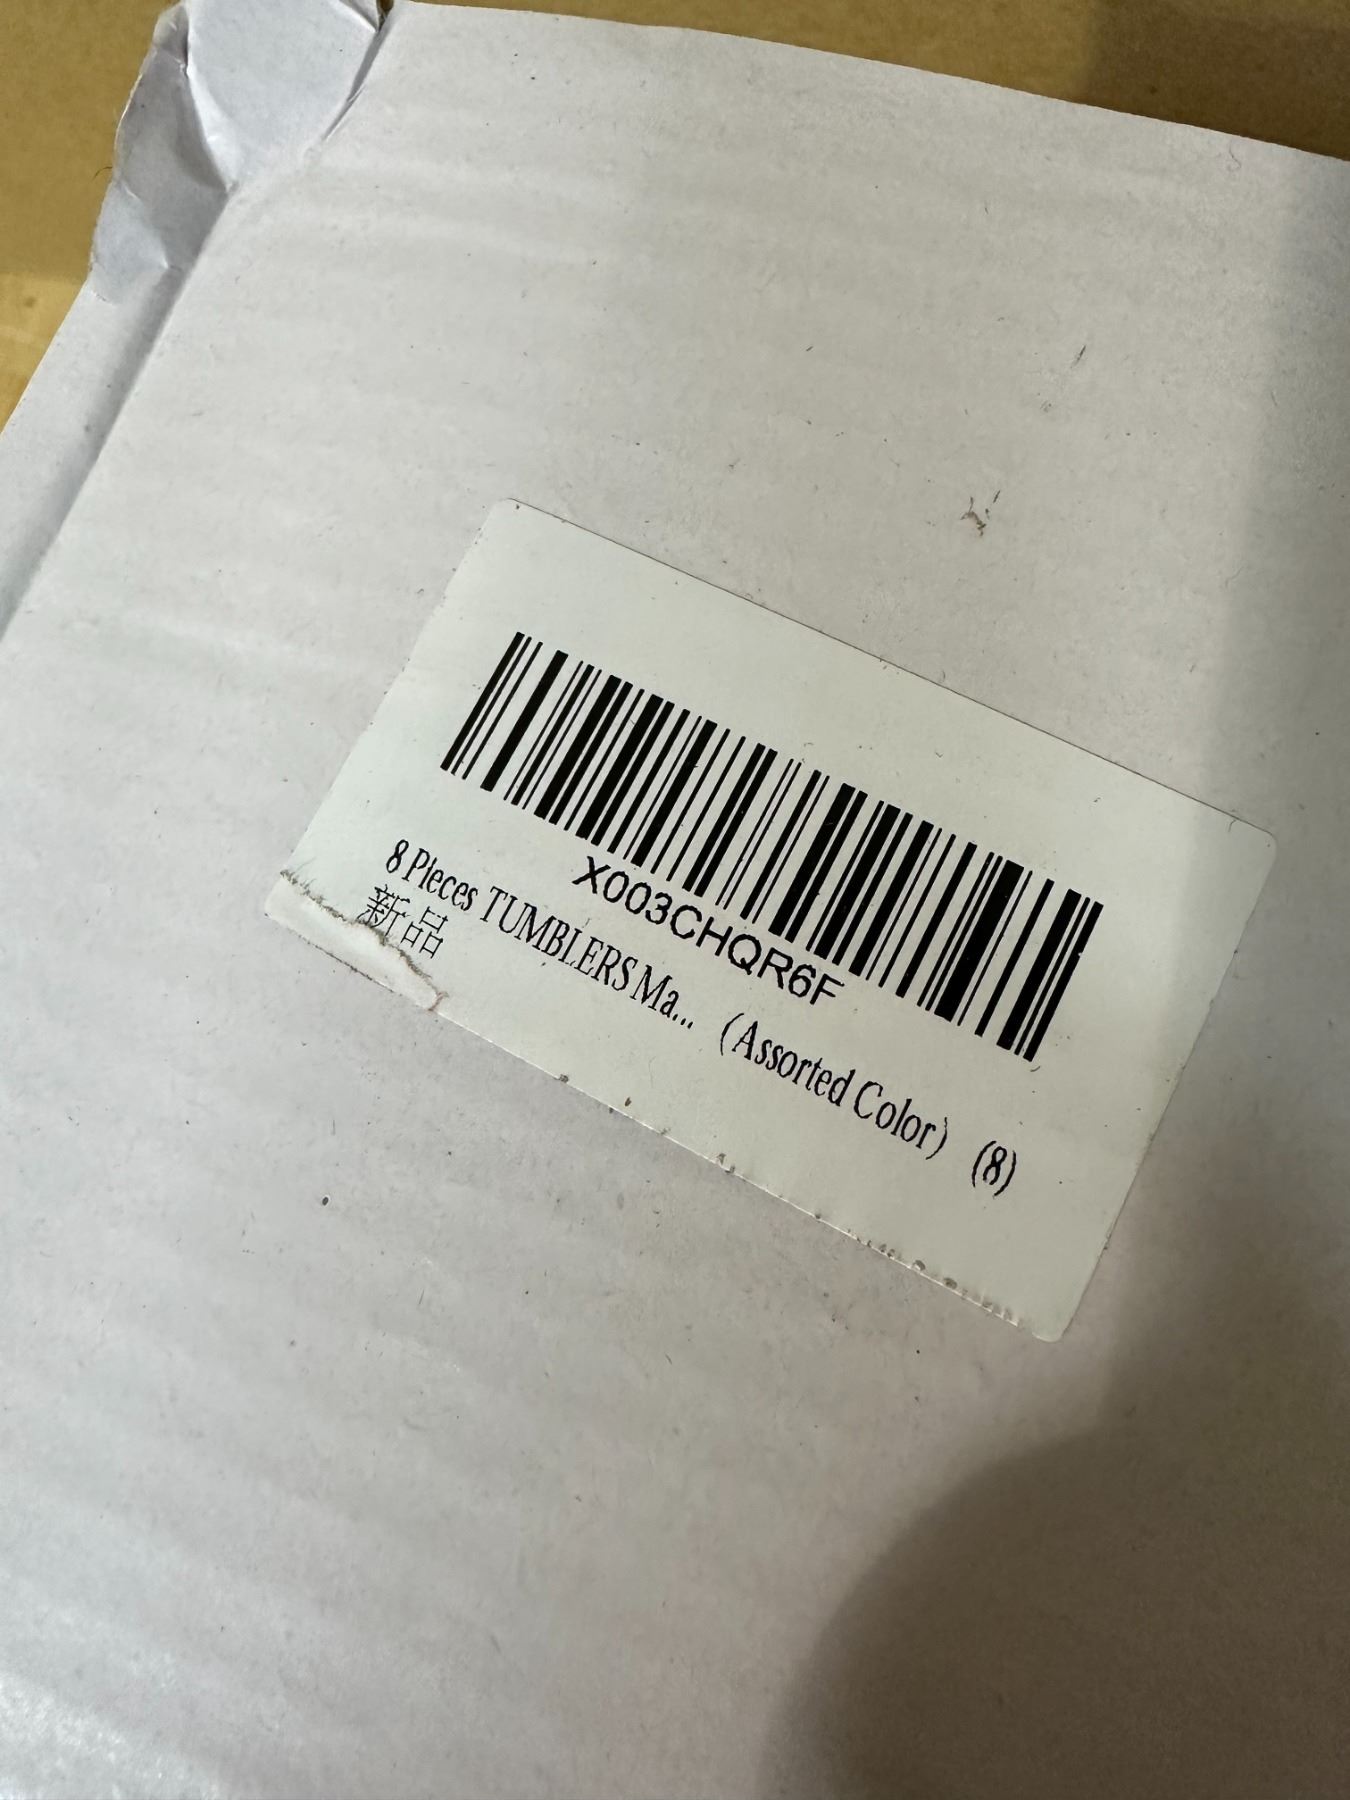 X003CHQR6F
8 Pieces TUMBLERS Ma... (Assorted Color) (8)
新品